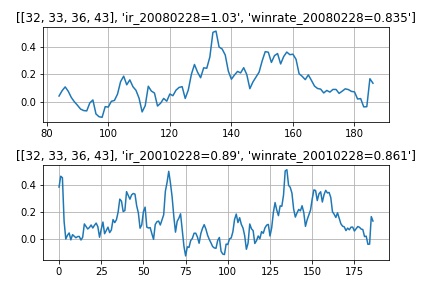 [[32, 33, 36, 43], 'ir_20080228=1.03', 'winrate_20080228=0.835']
0.4
0.2
0.0
80 100 120 140 160 180
[[32, 33, 36, 43], 'ir_20010228=0.89', 'winrate_20010228=0.861']
0.4
0.2
0.0
0 25 50 75 100 125 150 175